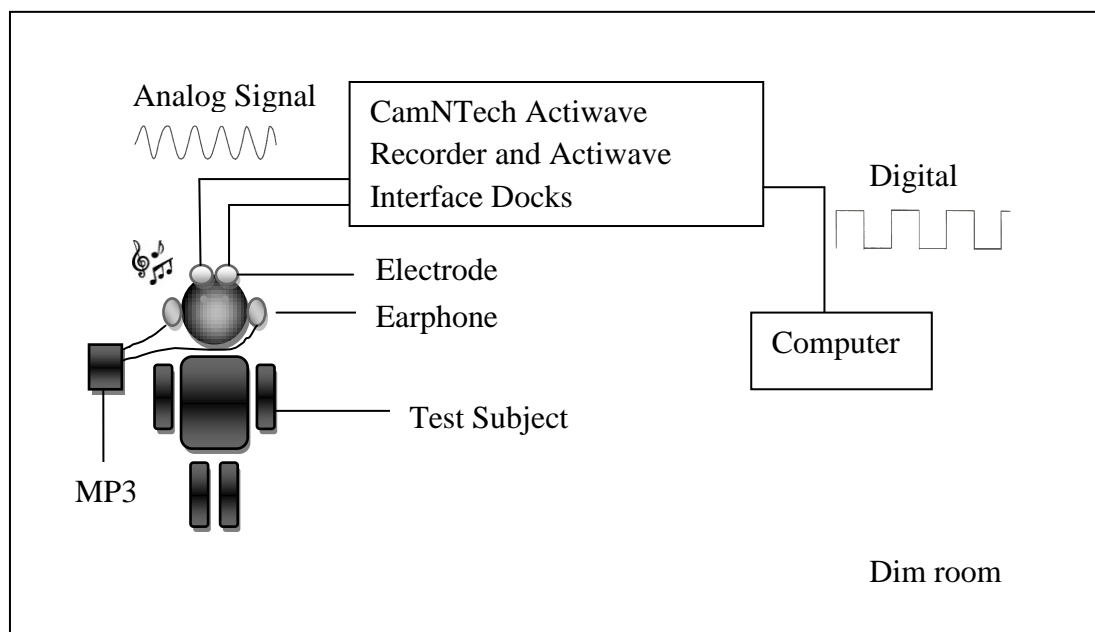 Analog Signal
CamNTech Actiwave
Recorder and Actiwave
Interface Docks
Digital
Electrode
Earphone
Computer
Test Subject
MP3
Dim room